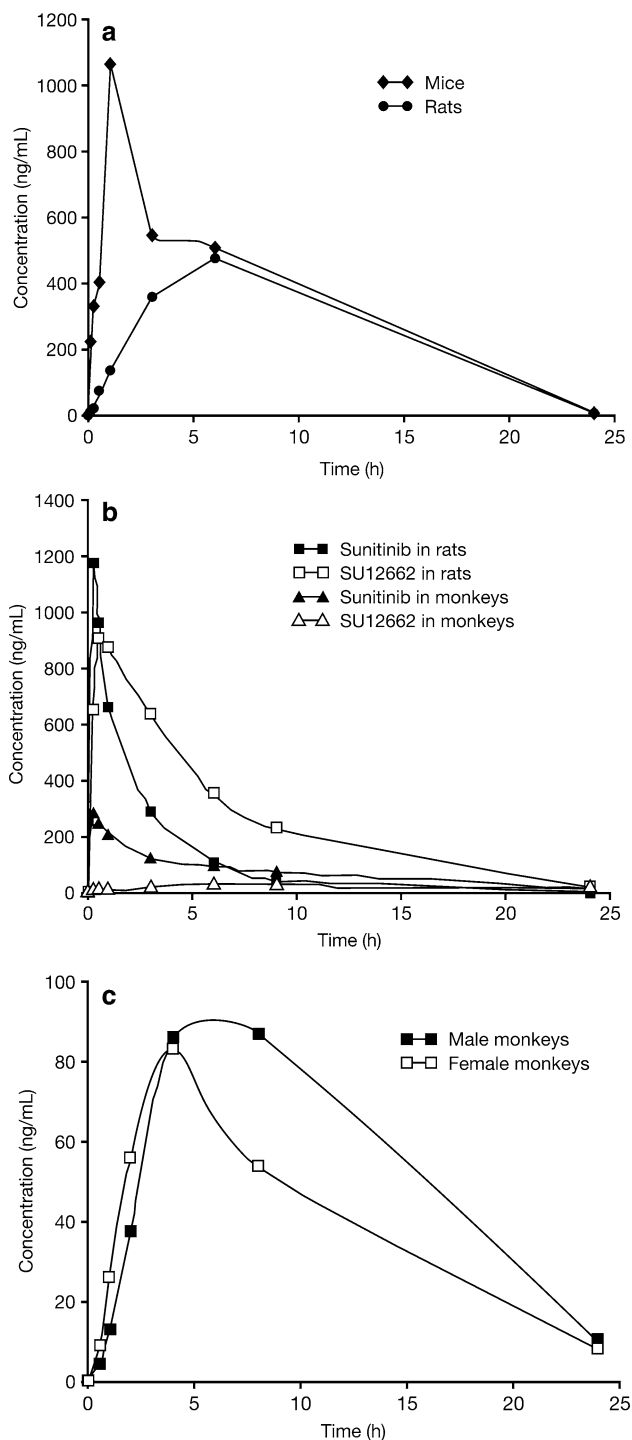 a
1200
1000
800
600
400
200
0
Concentration (ng/mL)
Mice
Rats
0 5 10 15 20 25
Time (h)
b
1400
1200
1000
800
600
400
200
0
Concentration (ng/mL)
Sunitinib in rats
SU12662 in rats
Sunitinib in monkeys
SU12662 in monkeys
0 5 10 15 20 25
Time (h)
c
100
80
60
40
20
0
Concentration (ng/mL)
Male monkeys
Female monkeys
0 5 10 15 20 25
Time (h)